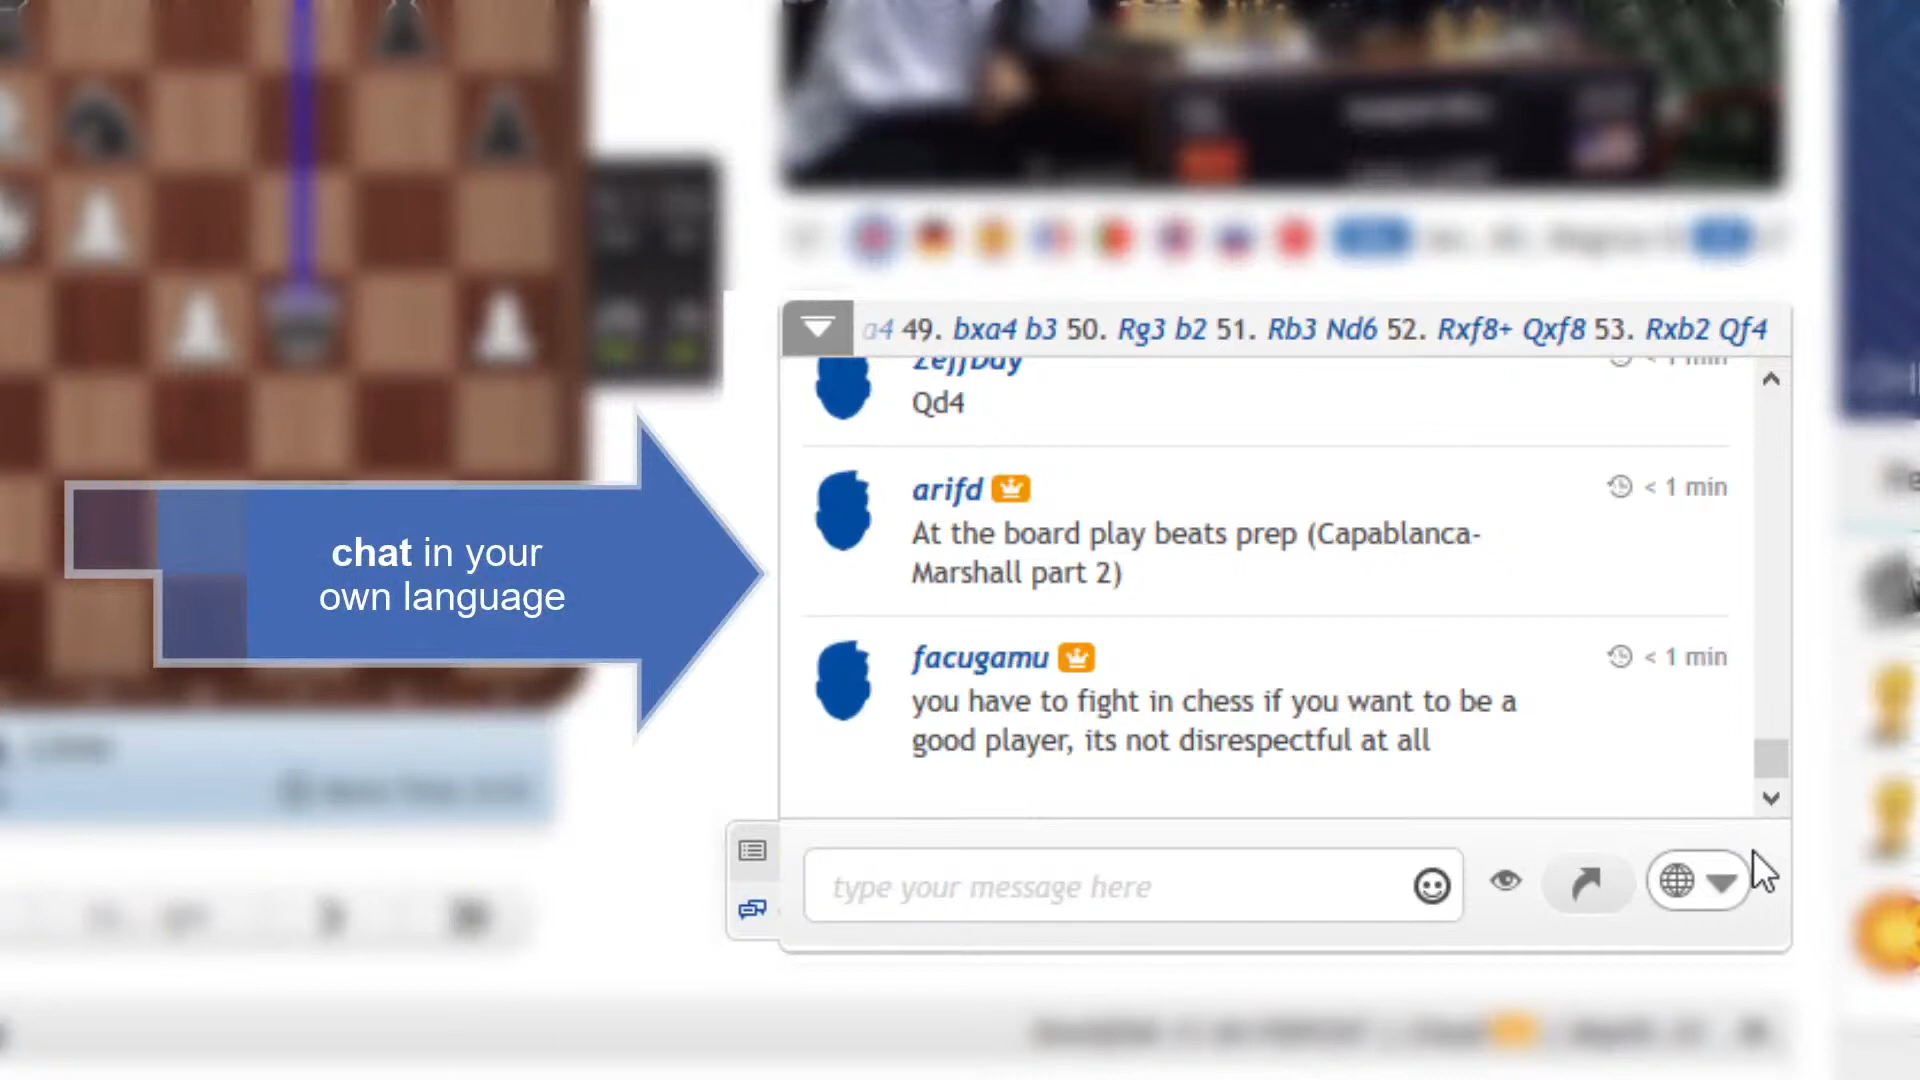 a4 49. bxa4 b3 50. Rg3 b2 51. Rb3 Nd6 52. Rxf8+ Qxf8 53. Rxb2 Qf4
zeffbay
< 1 min
Qd4
arifd
< 1 min
At the board play beats prep (Capablanca-
Marshall part 2)
chat in your
own language
facugamu
< 1 min
you have to fight in chess if you want to be a
good player, its not disrespectful at all
type your message here